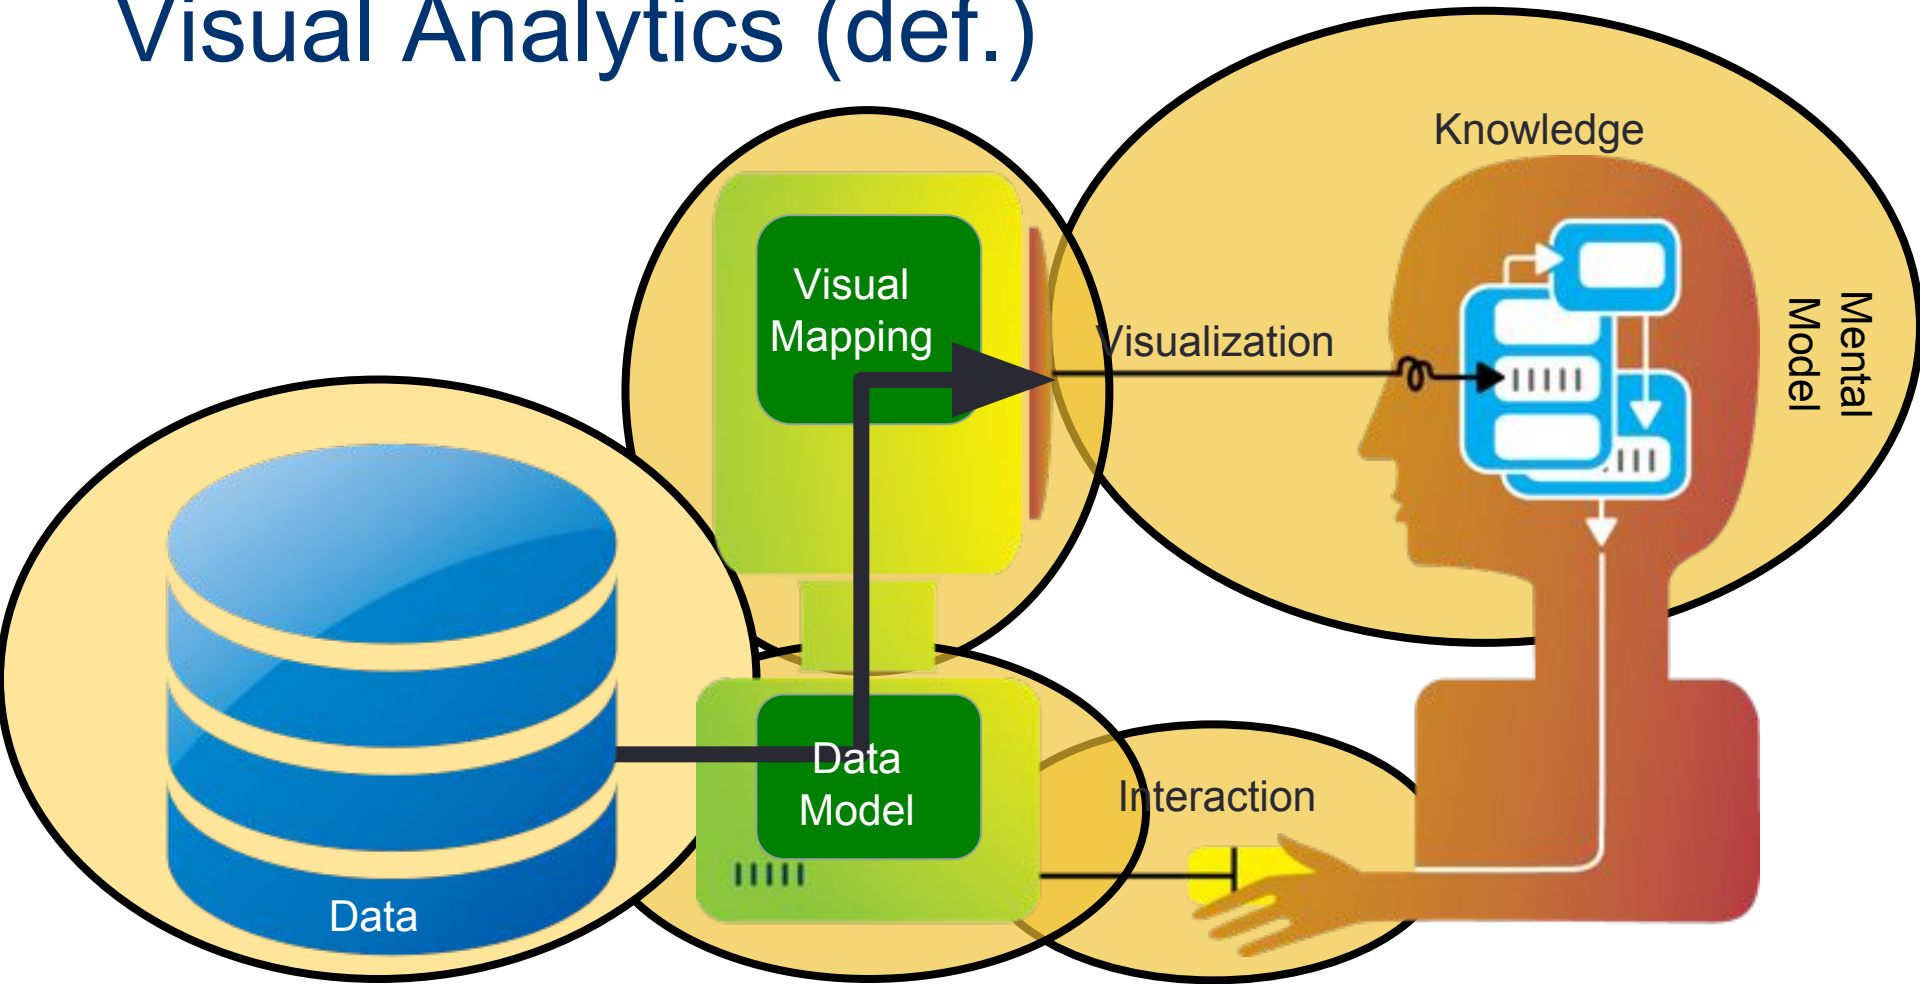 Visual Analytics (def.)
Knowledge
Visual
Mapping
Visualization
Mental
Model
Data
Model
Interaction
Data